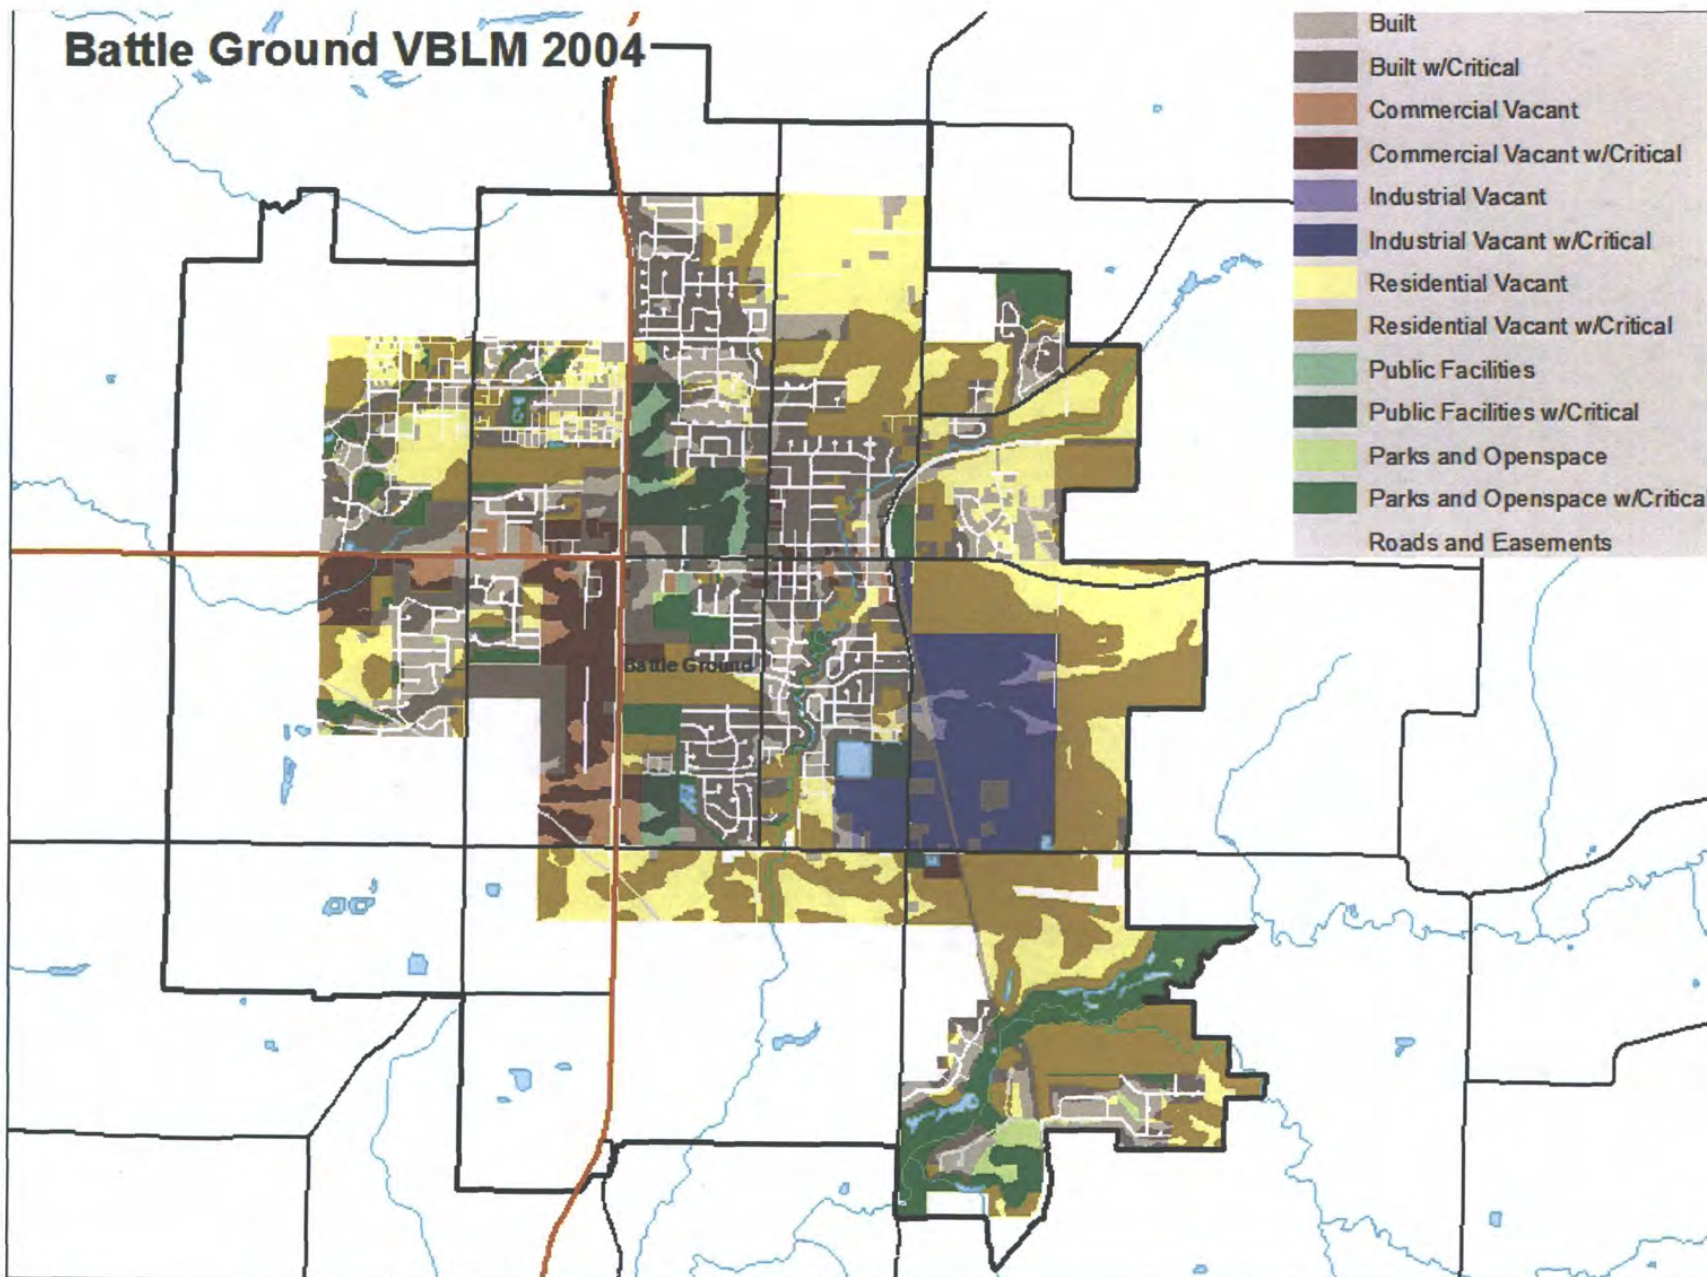 Battle Ground VBLM 2004
Built
Built w/Critical
Commercial Vacant
Commercial Vacant w/Critical
Industrial Vacant
Industrial Vacant w/Critical
Residential Vacant
Residential Vacant w/Critical
Public Facilities
Public Facilities w/Critical
Parks and Openspace
Parks and Openspace w/Critica
Roads and Easements
Battle Ground